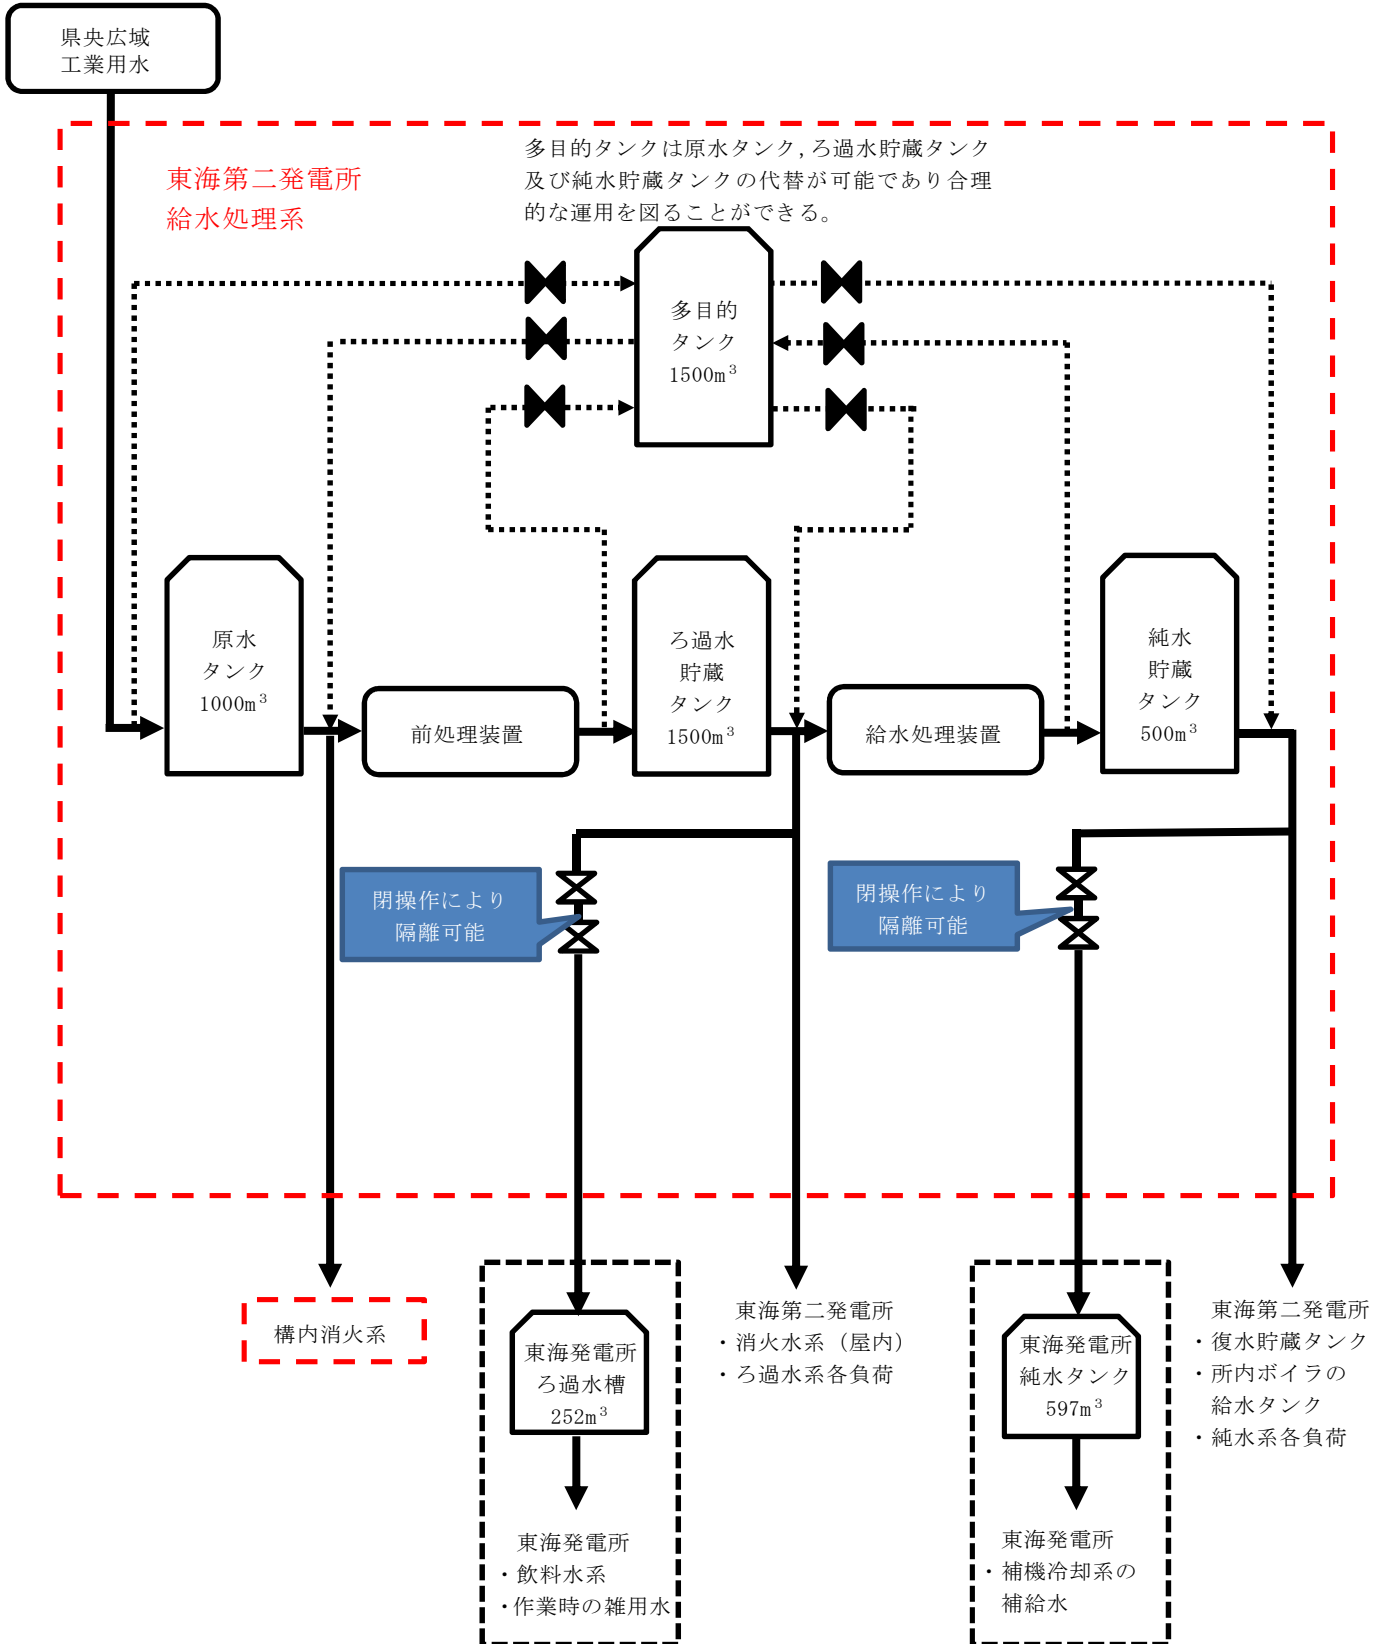 県央広域
工業用水
東海第二発電所
給水処理系
多目的タンクは原水タンク，ろ過水貯蔵タンク
及び純水貯蔵タンクの代替が可能であり合理
的な運用を図ることができる。
多目的
タンク
1500m³
原水
タンク
1000m³
前処理装置
ろ過水
貯蔵
タンク
1500m³
給水処理装置
純水
貯蔵
タンク
500m³
閉操作により
隔離可能
閉操作により
隔離可能
構内消火系
東海発電所
ろ過水槽
252m³
東海発電所
・飲料水系
・作業時の雑用水
東海第二発電所
・消火水系（屋内）
・ろ過水系各負荷
東海発電所
純水タンク
597m³
東海発電所
・補機冷却系の
補給水
東海第二発電所
・復水貯蔵タンク
・所内ボイラの
給水タンク
・純水系各負荷